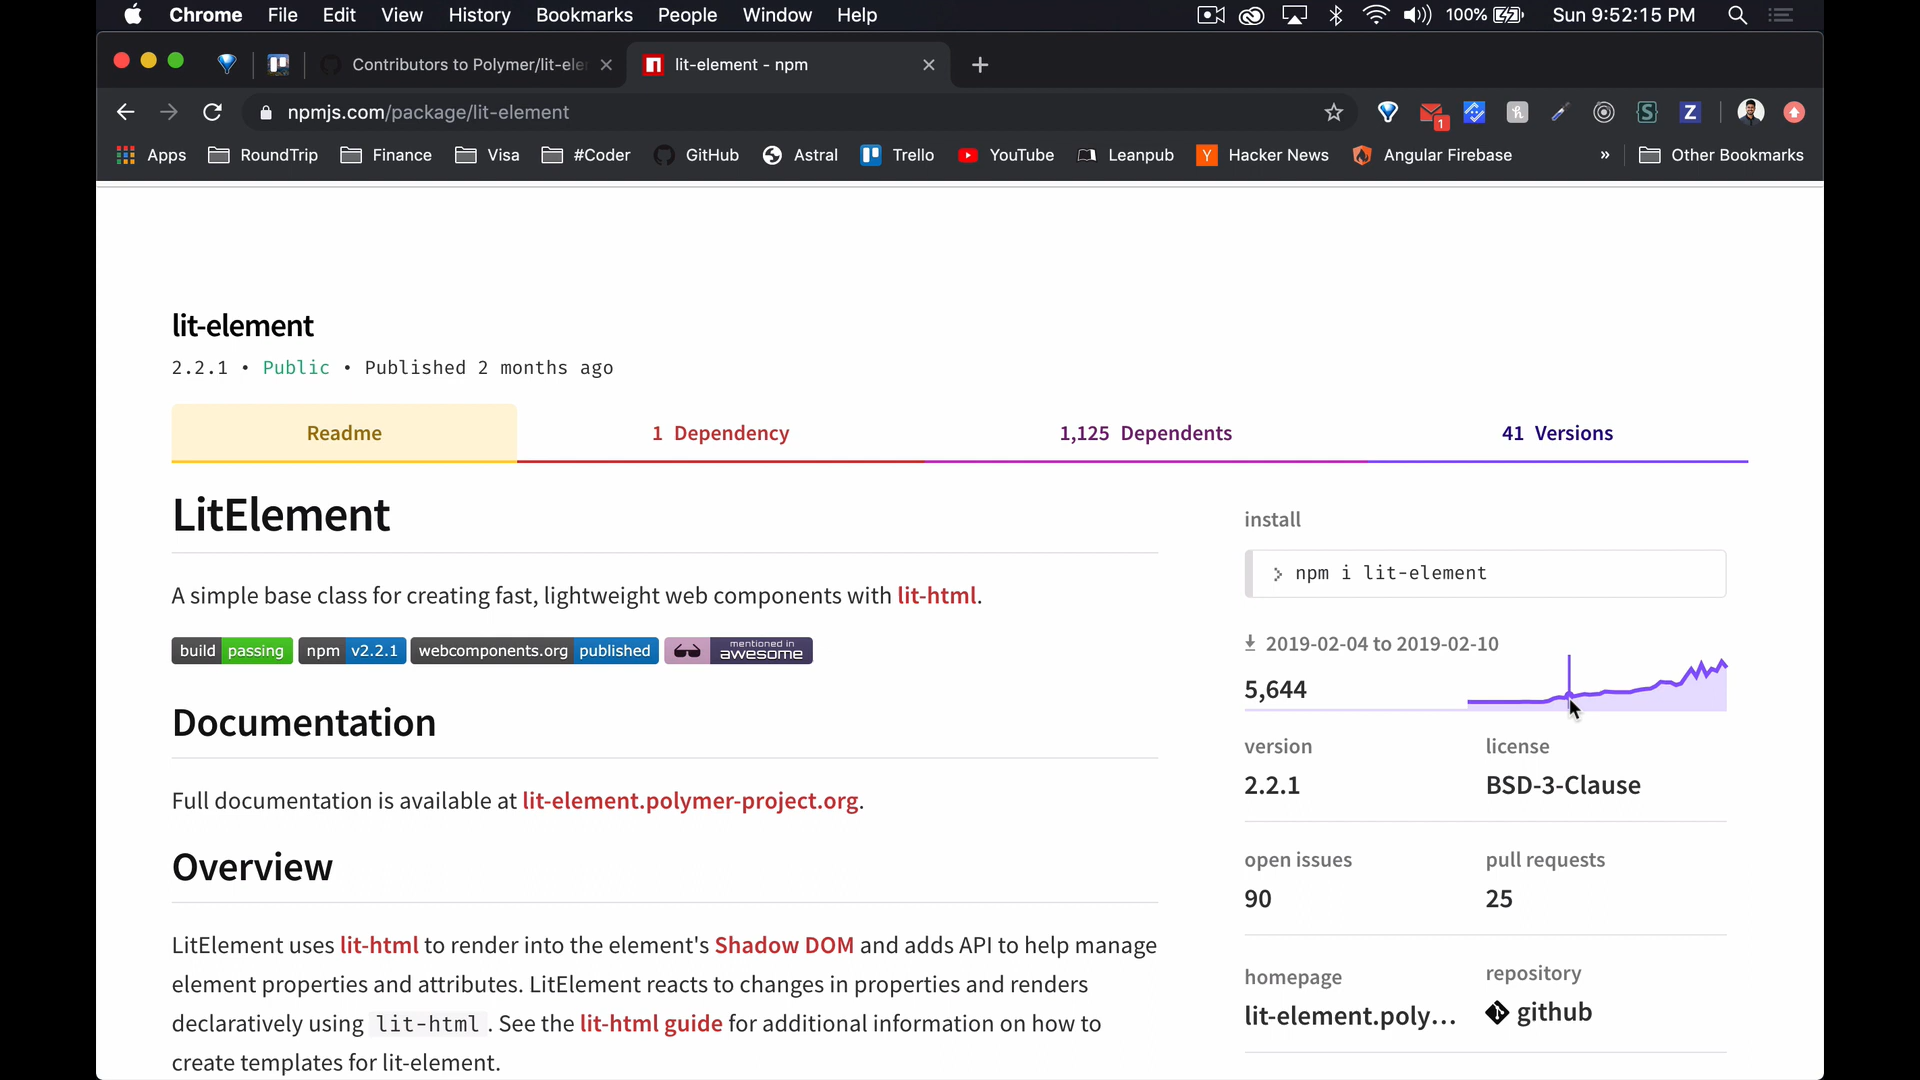 Chrome File Edit View History Bookmarks People Window Help 100% Sun 9:52:15 PM
Contributors to Polymer/lit-ele
lit-element - npm
npmjs.com/package/lit-element
1
Apps RoundTrip Finance Visa #Coder GitHub Astral Trello YouTube Leanpub Hacker News Angular Firebase » Other Bookmarks
lit-element
2.2.1 • Public • Published 2 months ago
Readme
1 Dependency
1,125 Dependents
41 Versions
LitElement
A simple base class for creating fast, lightweight web components with lit-html.
build passing npm v2.2.1 webcomponents.org published mentioned in awesome
Documentation
Full documentation is available at lit-element.polymer-project.org.
Overview
LitElement uses lit-html to render into the element's Shadow DOM and adds API to help manage
element properties and attributes. LitElement reacts to changes in properties and renders
declaratively using lit-html. See the lit-html guide for additional information on how to
create templates for lit-element.
install
> npm i lit-element
2019-02-04 to 2019-02-10
5,644
version
2.2.1
license
BSD-3-Clause
open issues
90
pull requests
25
homepage
lit-element.poly...
repository
github